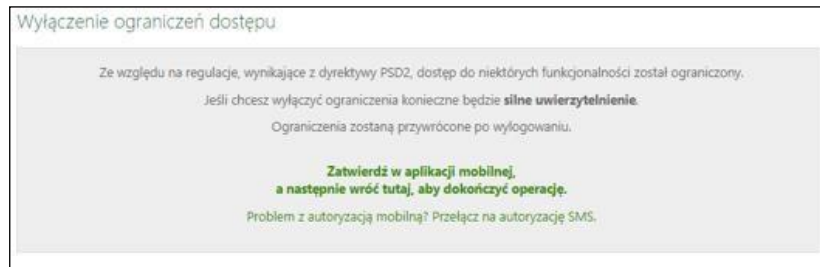 Wyłączenie ograniczeń dostępu
Ze względu na regulacje, wynikające z dyrektywy PSD2, dostęp do niektórych funkcjonalności został ograniczony.
Jeśli chcesz wyłączyć ograniczenia konieczne będzie silne uwierzytelnienie.
Ograniczenia zostaną przywrócone po wylogowaniu.
Zatwierdź w aplikacji mobilnej,
a następnie wróć tutaj, aby dokończyć operację.
Problem z autoryzacją mobilną? Przełącz na autoryzację SMS.